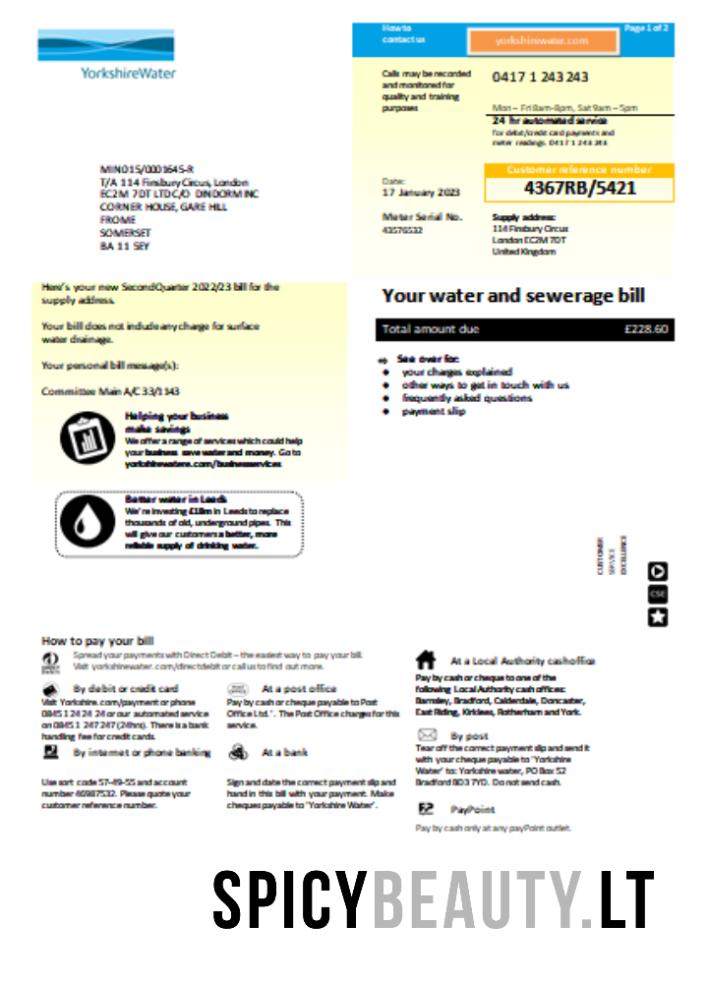 YorkshireWater
How to
contact us
yorkshirewater.com
Page 1 of 2
Calls may be recorded
and monitored for
quality and training
purposes
0417 1 243 243
Mon – Fri 8am-8pm, Sat 9am – 5pm
24 hr automated service
for debit/credit card payments and
meter readings. 0417 1 243 243
MIN015/0001645-R
T/A 114 Finsbury Circus, London
EC2M 7DT LTD C/O DINDORM INC
CORNER HOUSE, GARE HILL
FROME
SOMERSET
BA 11 5EY
Customer reference number
4367RB/5421
Date:
17 January 2023
Meter Serial No.
43576532
Supply address:
114 Finsbury Circus
London EC2M 7DT
United Kingdom
Here's your new SecondQuarter 2022/23 bill for the
supply address.
Your bill does not include any charge for surface
water drainage.
Your personal bill message(s):
Committee Main A/C 33/1143
Your water and sewerage bill
Total amount due £228.60
See over for:
your charges explained
other ways to get in touch with us
frequently asked questions
payment slip
Helping your business
make savings
We offer a range of services which could help
your business save water and money. Go to
yorkshirewatere.com/businesservices
Better water in Leeds
We're investing £18m in Leeds to replace
thousands of old, underground pipes. This
will give our customers a better, more
reliable supply of drinking water.
CUSTOMER
SERVICE
EXCELLENCE
CSE
How to pay your bill
Spread your payments with Direct Debit – the easiest way to pay your bill.
Visit yorkshirewater.com/directdebit or call us to find out more.
By debit or credit card
Visit Yorkshire.com/payment or phone
0845 1 24 24 24 or our automated service
on 0845 1 247 247 (24hrs). There is a bank
handling fee for credit cards.
At a post office
Pay by cash or cheque payable to Post
Office Ltd.'. The Post Office charges for this
service.
By internet or phone banking
Use sort code 57-49-55 and account
number 46987532. Please quote your
customer reference number.
At a bank
Sign and date the correct payment slip and
hand in this bill with your payment. Make
cheques payable to 'Yorkshire Water'.
At a Local Authority cashoffice
Pay by cash or cheque to one of the
following Local Authority cash offices:
Barnsley, Bradford, Calderdale, Doncaster,
East Riding, Kirklees, Rotherham and York.
By post
Tear off the correct payment slip and send it
with your cheque payable to 'Yorkshire
Water' to: Yorkshire water, PO Box 52
Bradford BD3 7YD. Do not send cash.
PayPoint
Pay by cash only at any payPoint outlet.
SPICYBEAUTY.LT